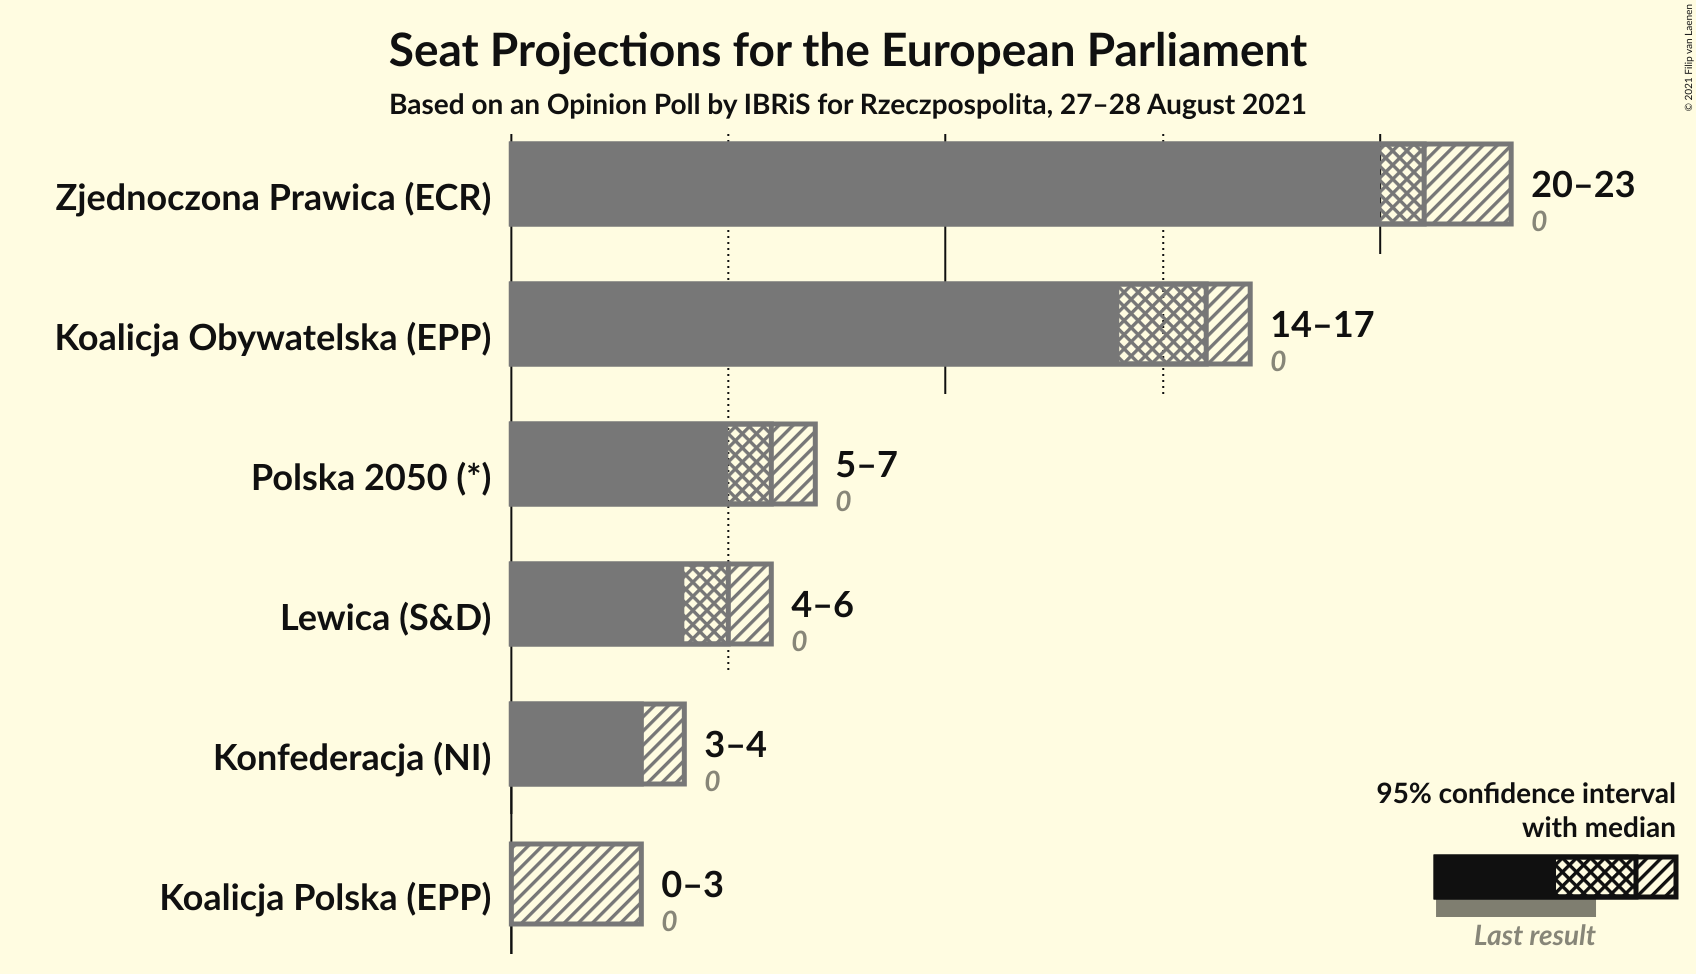 Seat Projections for the European Parliament
Based on an Opinion Poll by IBRiS for Rzeczpospolita, 27–28 August 2021
© 2021 Filip van Laenen
Zjednoczona Prawica (ECR)
20–23
0
Koalicja Obywatelska (EPP)
14–17
0
Polska 2050 (*)
5–7
0
Lewica (S&D)
4–6
0
Konfederacja (NI)
3–4
0
Koalicja Polska (EPP)
0–3
0
95% confidence interval
with median
Last result